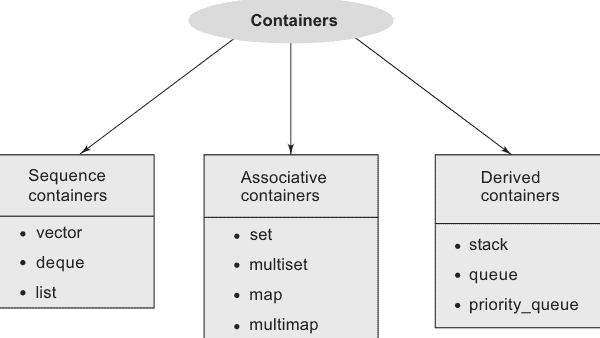 Containers
Sequence
containers
• vector
• deque
• list
Associative
containers
• set
• multiset
• map
• multimap
Derived
containers
• stack
• queue
• priority_queue